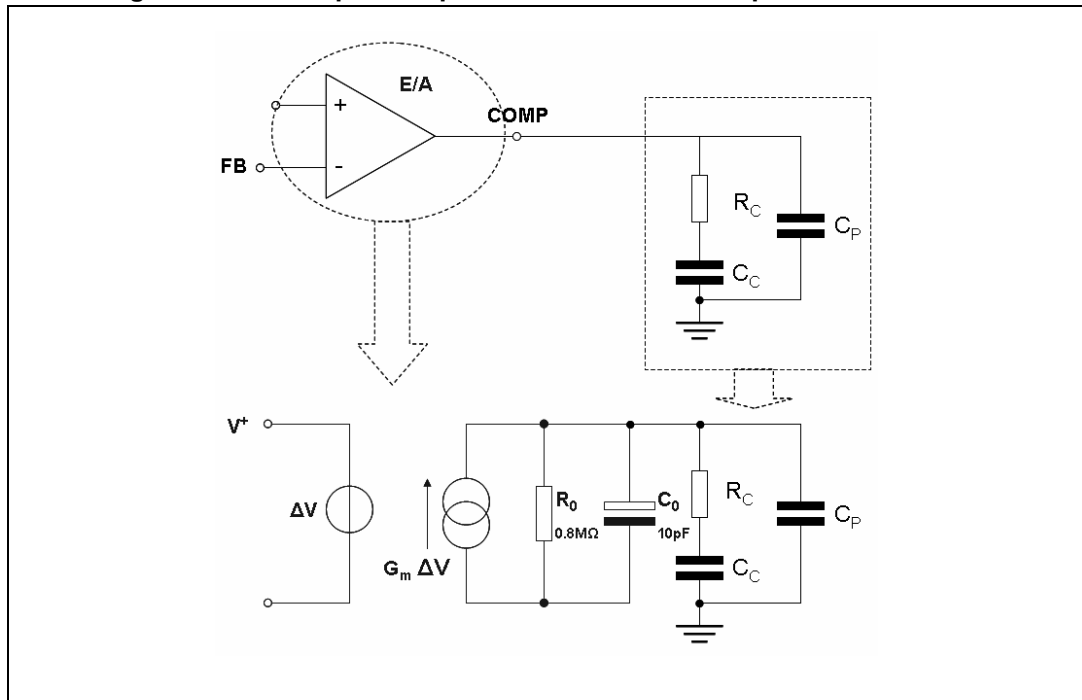 E/A
+
COMP
FB
-
R_C
C_P
C_C
V⁺
ΔV
G_m ΔV
R_0
0.8MΩ
C_0
10pF
R_C
C_P
C_C